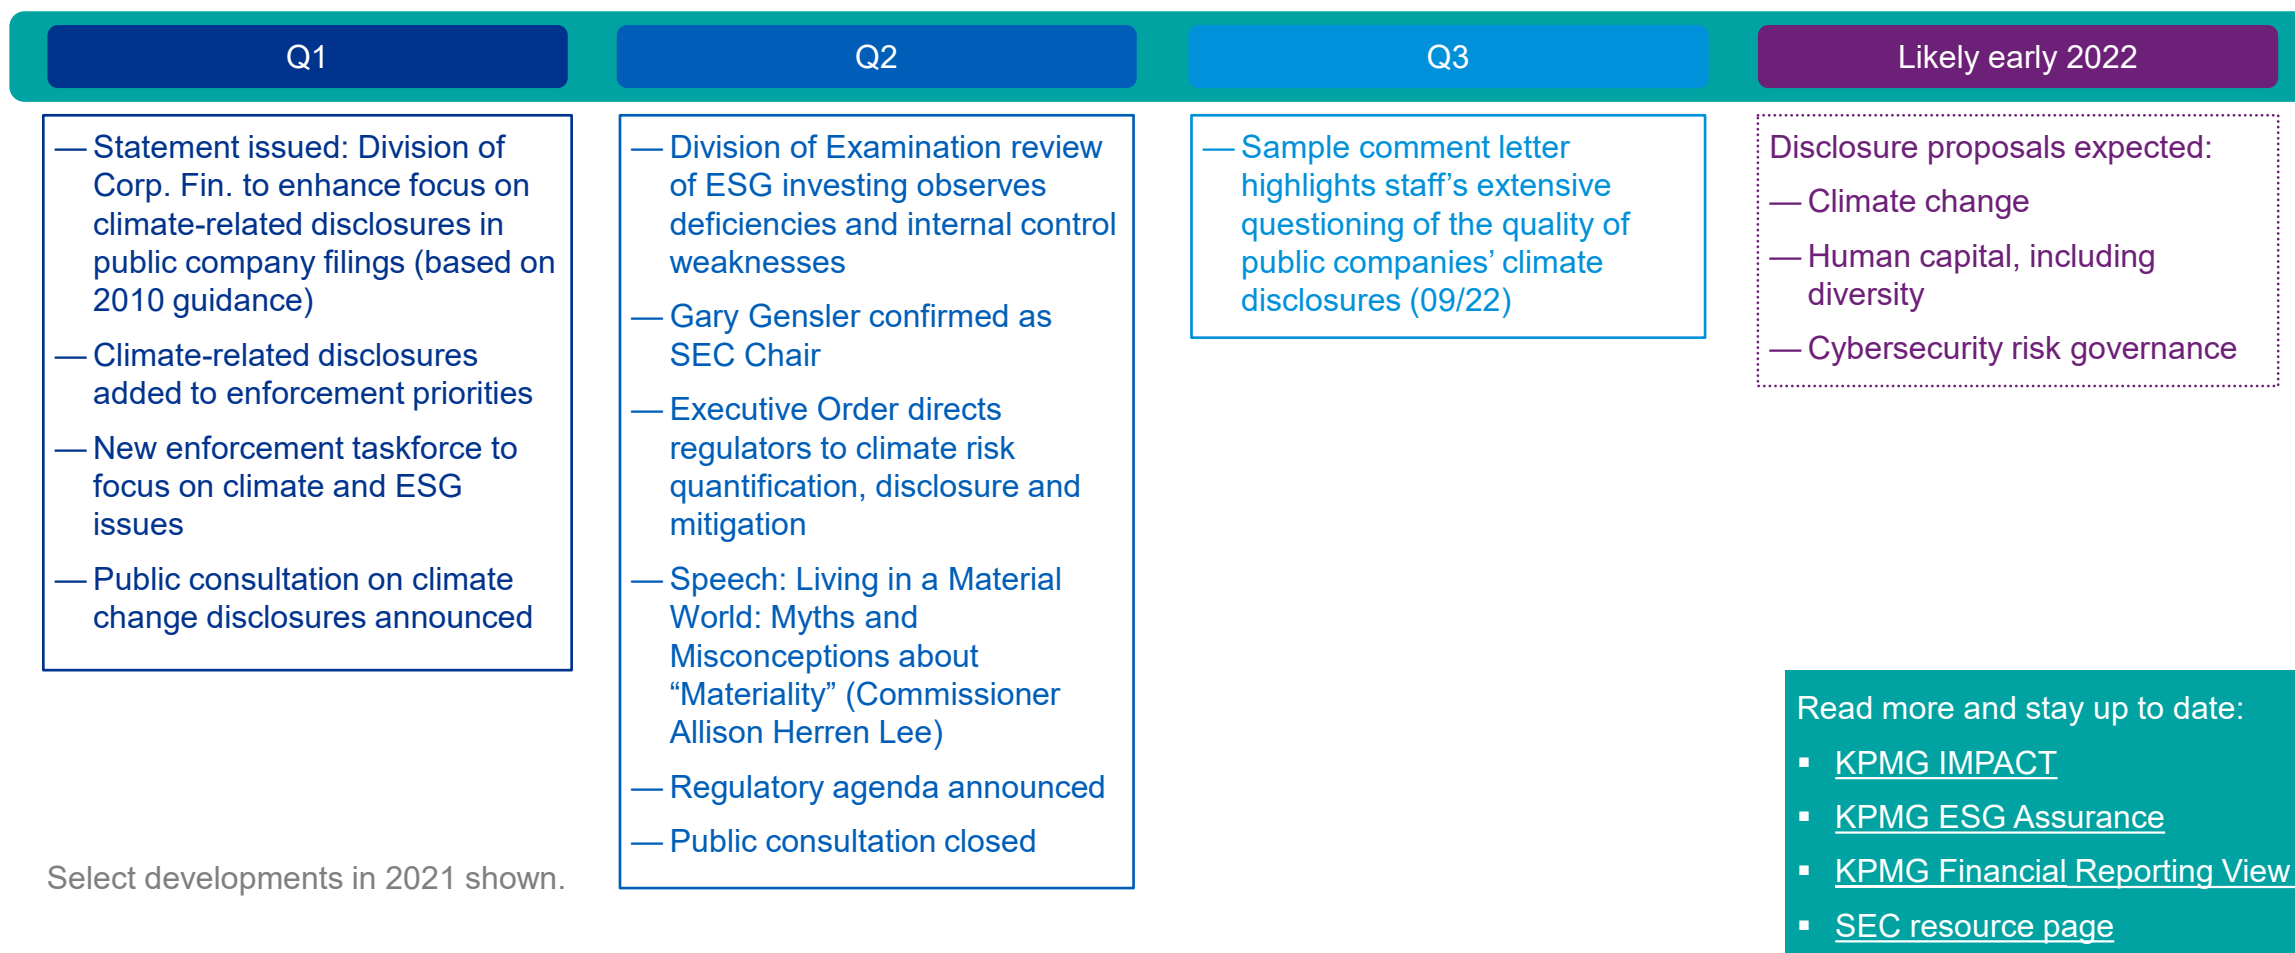 Q1
— Statement issued: Division of
Corp. Fin. to enhance focus on
climate-related disclosures in
public company filings (based on
2010 guidance)
— Climate-related disclosures
added to enforcement priorities
— New enforcement taskforce to
focus on climate and ESG
issues
— Public consultation on climate
change disclosures announced
Q2
— Division of Examination review
of ESG investing observes
deficiencies and internal control
weaknesses
— Gary Gensler confirmed as
SEC Chair
— Executive Order directs
regulators to climate risk
quantification, disclosure and
mitigation
— Speech: Living in a Material
World: Myths and
Misconceptions about
“Materiality” (Commissioner
Allison Herren Lee)
— Regulatory agenda announced
— Public consultation closed
Q3
— Sample comment letter
highlights staff’s extensive
questioning of the quality of
public companies’ climate
disclosures (09/22)
Likely early 2022
Disclosure proposals expected:
— Climate change
— Human capital, including
diversity
— Cybersecurity risk governance
Select developments in 2021 shown.
Read more and stay up to date:
▪ KPMG IMPACT
▪ KPMG ESG Assurance
▪ KPMG Financial Reporting View
▪ SEC resource page